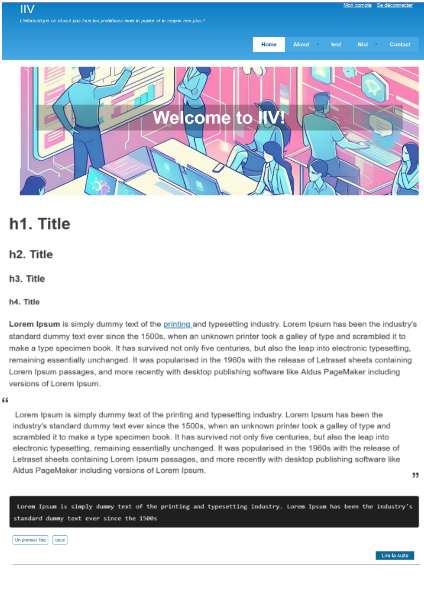 Mon compte Se déconnecter
IIV
L'informatique ne résout pas tous les problèmes mais le papier et le crayon non plus !
Home About test Nisl Contact
Welcome to IIV!
h1. Title
h2. Title
h3. Title
h4. Title
Lorem Ipsum is simply dummy text of the printing and typesetting industry. Lorem Ipsum has been the industry's
standard dummy text ever since the 1500s, when an unknown printer took a galley of type and scrambled it to
make a type specimen book. It has survived not only five centuries, but also the leap into electronic typesetting,
remaining essentially unchanged. It was popularised in the 1960s with the release of Letraset sheets containing
Lorem Ipsum passages, and more recently with desktop publishing software like Aldus PageMaker including
versions of Lorem Ipsum.
“
Lorem Ipsum is simply dummy text of the printing and typesetting industry. Lorem Ipsum has been the
industry's standard dummy text ever since the 1500s, when an unknown printer took a galley of type and
scrambled it to make a type specimen book. It has survived not only five centuries, but also the leap into
electronic typesetting, remaining essentially unchanged. It was popularised in the 1960s with the release of
Letraset sheets containing Lorem Ipsum passages, and more recently with desktop publishing software like
Aldus PageMaker including versions of Lorem Ipsum.
”
Lorem Ipsum is simply dummy text of the printing and typesetting industry. Lorem Ipsum has been the industry's
standard dummy text ever since the 1500s
Un premier Tag deux
Lire la suite